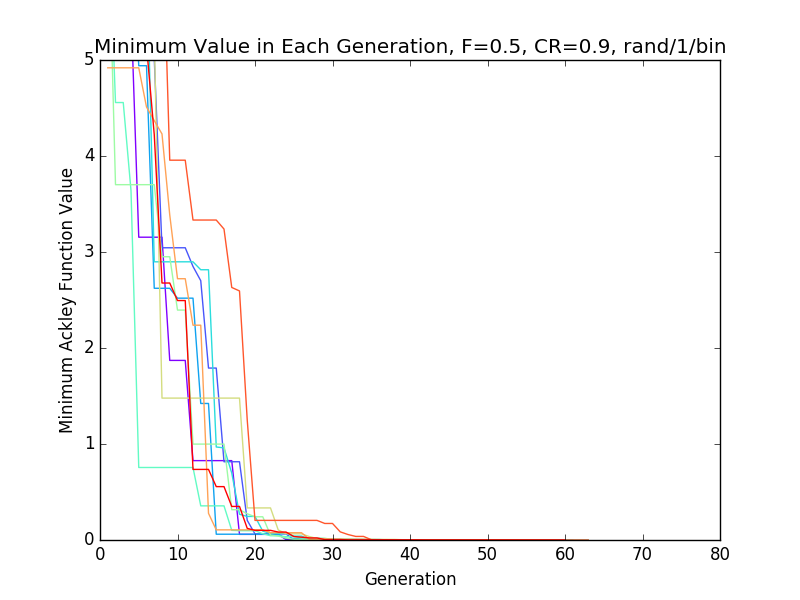 Minimum Value in Each Generation, F=0.5, CR=0.9, rand/1/bin
5
4
3
2
1
0
Minimum Ackley Function Value
0 10 20 30 40 50 60 70 80
Generation